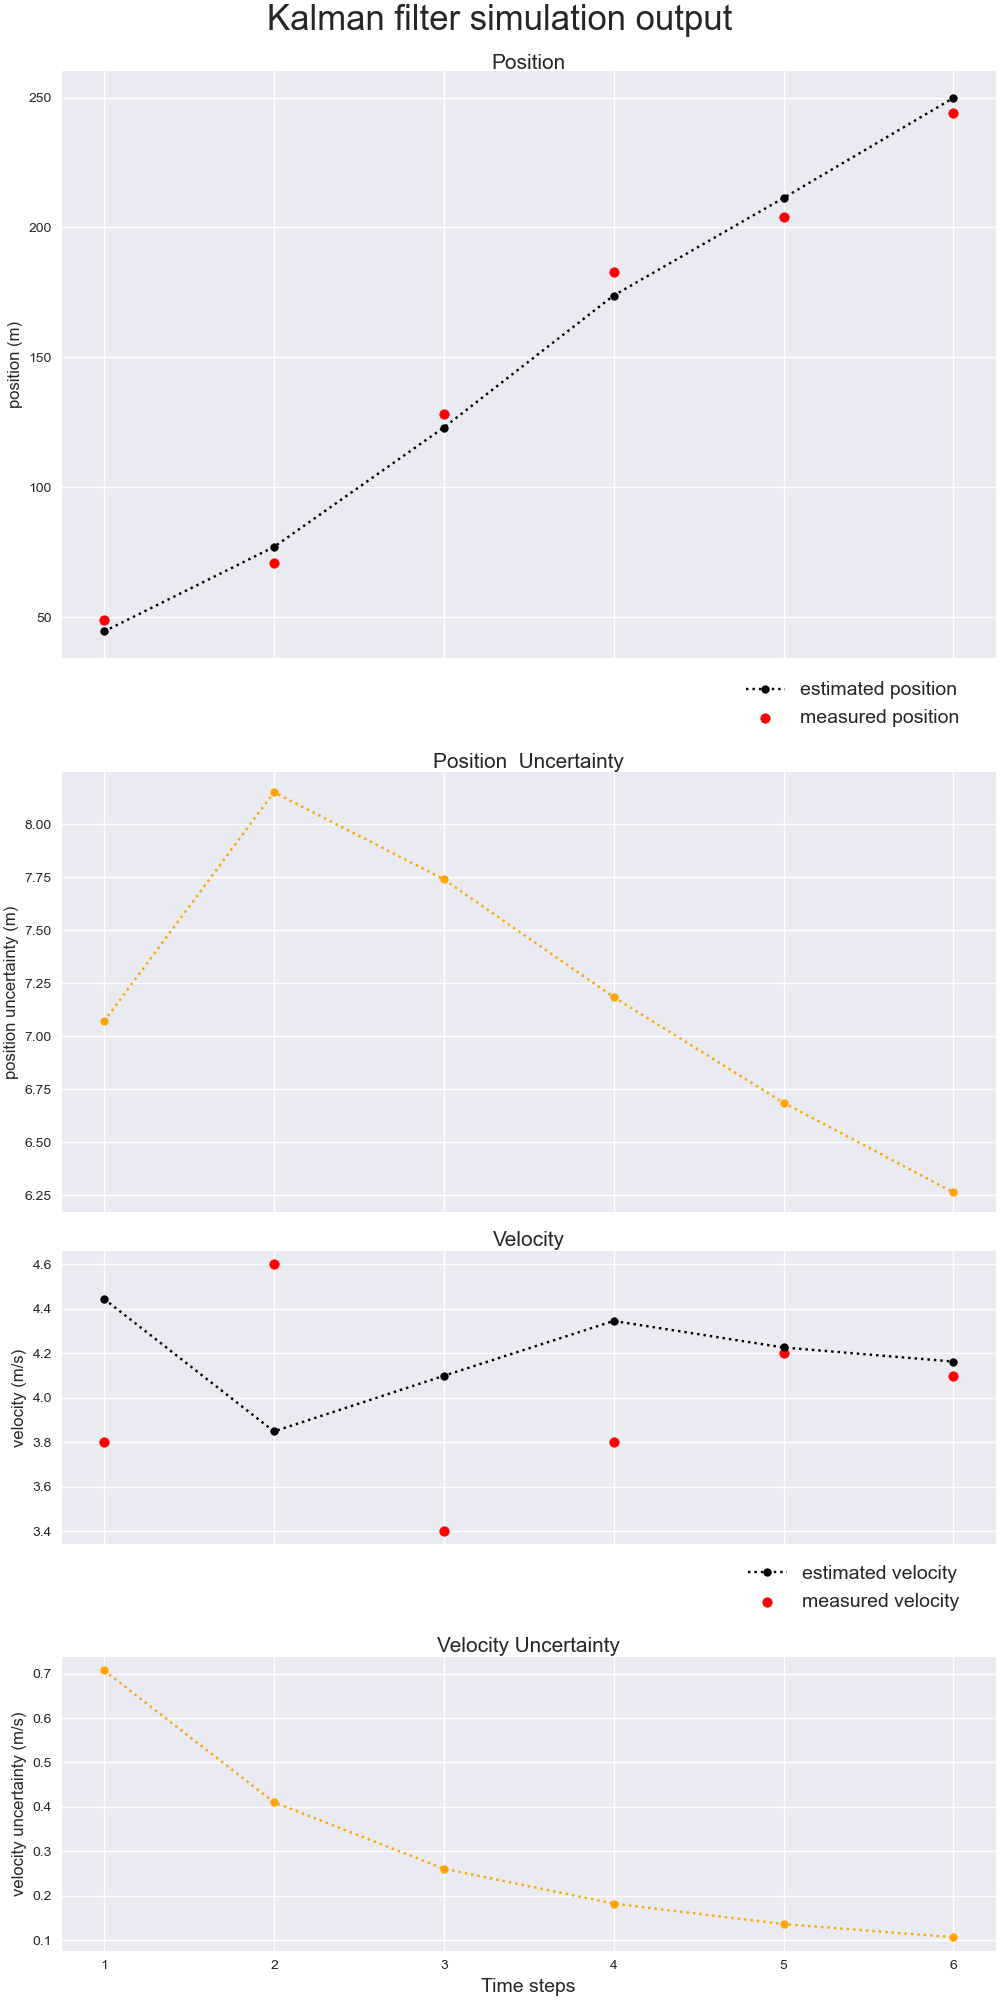 Kalman filter simulation output
Position
250
200
150
100
50
position (m)
estimated position
measured position
Position  Uncertainty
8.00
7.75
7.50
7.25
7.00
6.75
6.50
6.25
position uncertainty (m)
Velocity
4.6
4.4
4.2
4.0
3.8
3.6
3.4
velocity (m/s)
estimated velocity
measured velocity
Velocity Uncertainty
0.7
0.6
0.5
0.4
0.3
0.2
0.1
velocity uncertainty (m/s)
1 2 3 4 5 6
Time steps